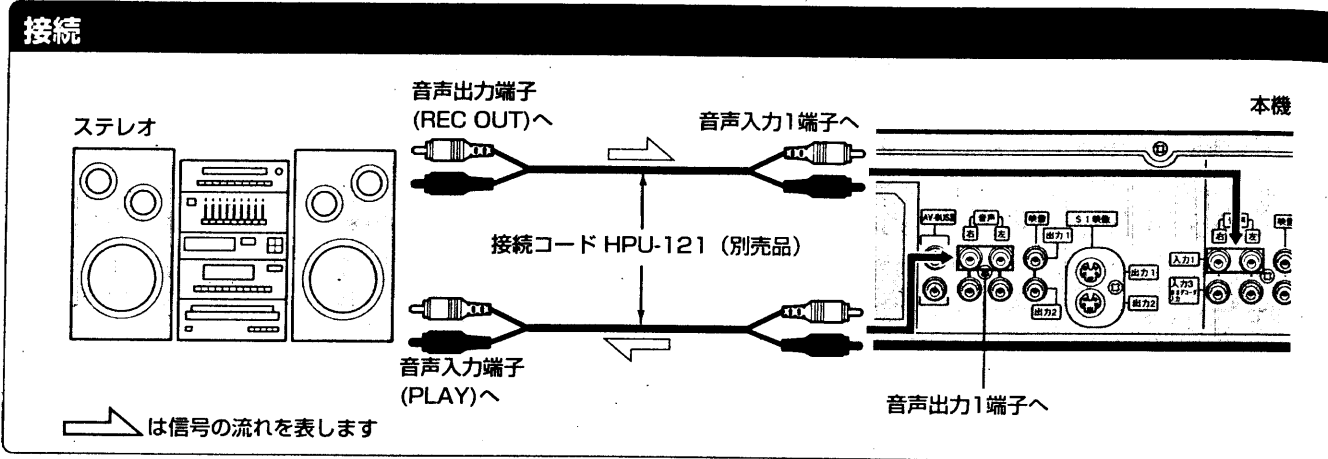 接続
ステレオ
音声出力端子
(REC OUT)へ
音声入力1端子へ
本機
接続コード HPU-121（別売品）
AY-BUS
音声
右
左
映像
出力1
S1映像
出力1
出力2
出力2
入力1
入力3
右
左
音声入力端子
(PLAY)へ
音声出力1端子へ
は信号の流れを表します